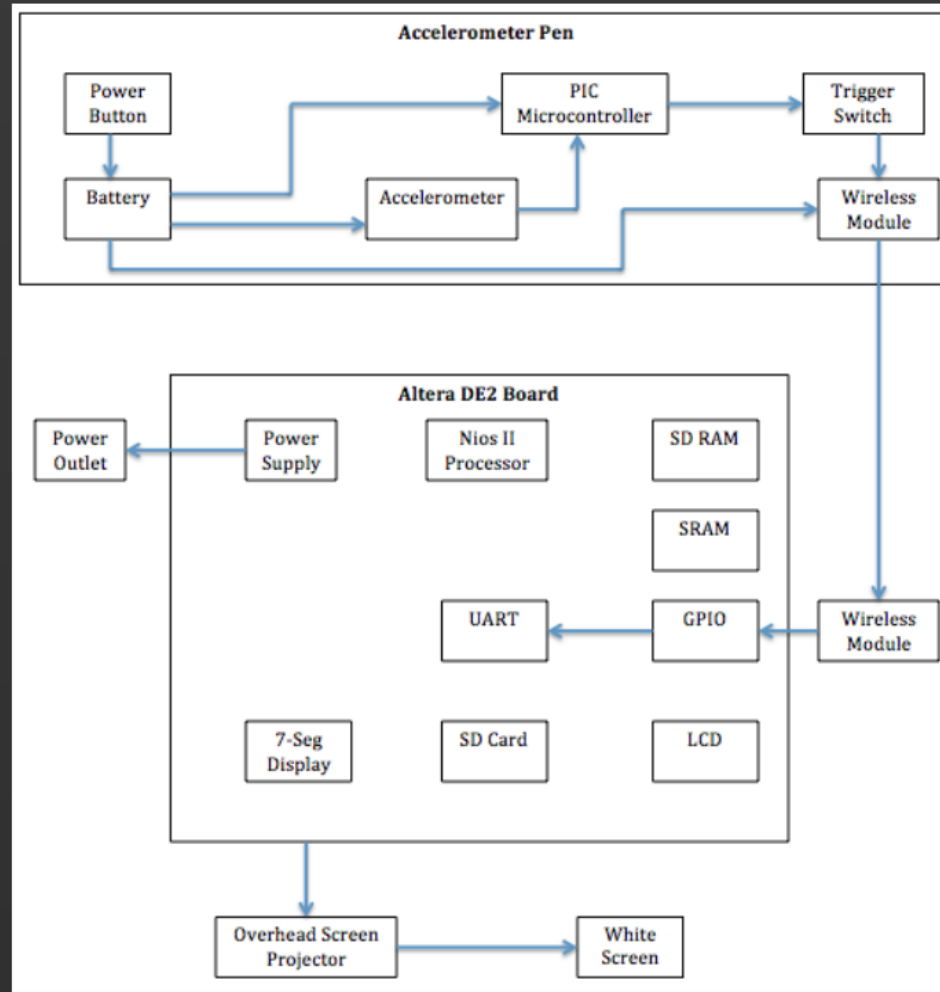 Accelerometer Pen
Power
Button
PIC
Microcontroller
Trigger
Switch
Battery
Accelerometer
Wireless
Module
Altera DE2 Board
Power
Outlet
Power
Supply
Nios II
Processor
SD RAM
SRAM
UART
GPIO
Wireless
Module
7-Seg
Display
SD Card
LCD
Overhead Screen
Projector
White
Screen